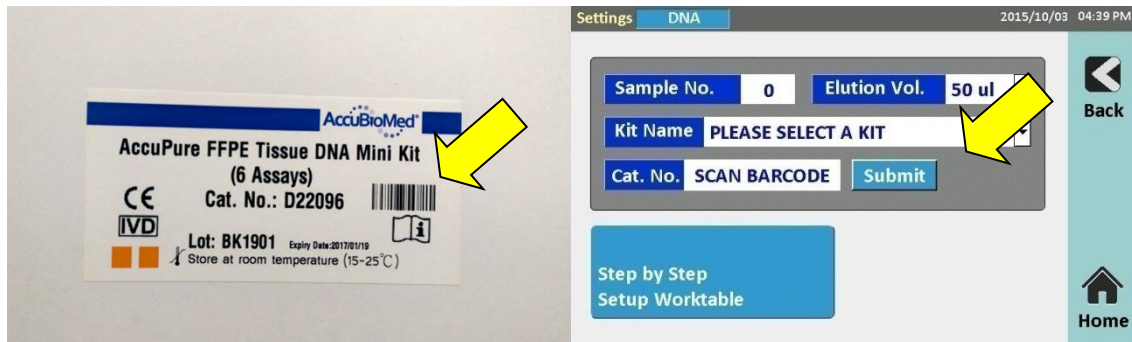 AccuBioMed
AccuPure FFPE Tissue DNA Mini Kit
(6 Assays)
Cat. No.: D22096
CE
IVD
Lot: BK1901 Expiry Date:2017/01/19
Store at room temperature (15-25℃)
Settings DNA 2015/10/03 04:39 PM
Sample No. 0 Elution Vol. 50 ul
Kit Name PLEASE SELECT A KIT
Cat. No. SCAN BARCODE Submit
Step by Step
Setup Worktable
Back
Home